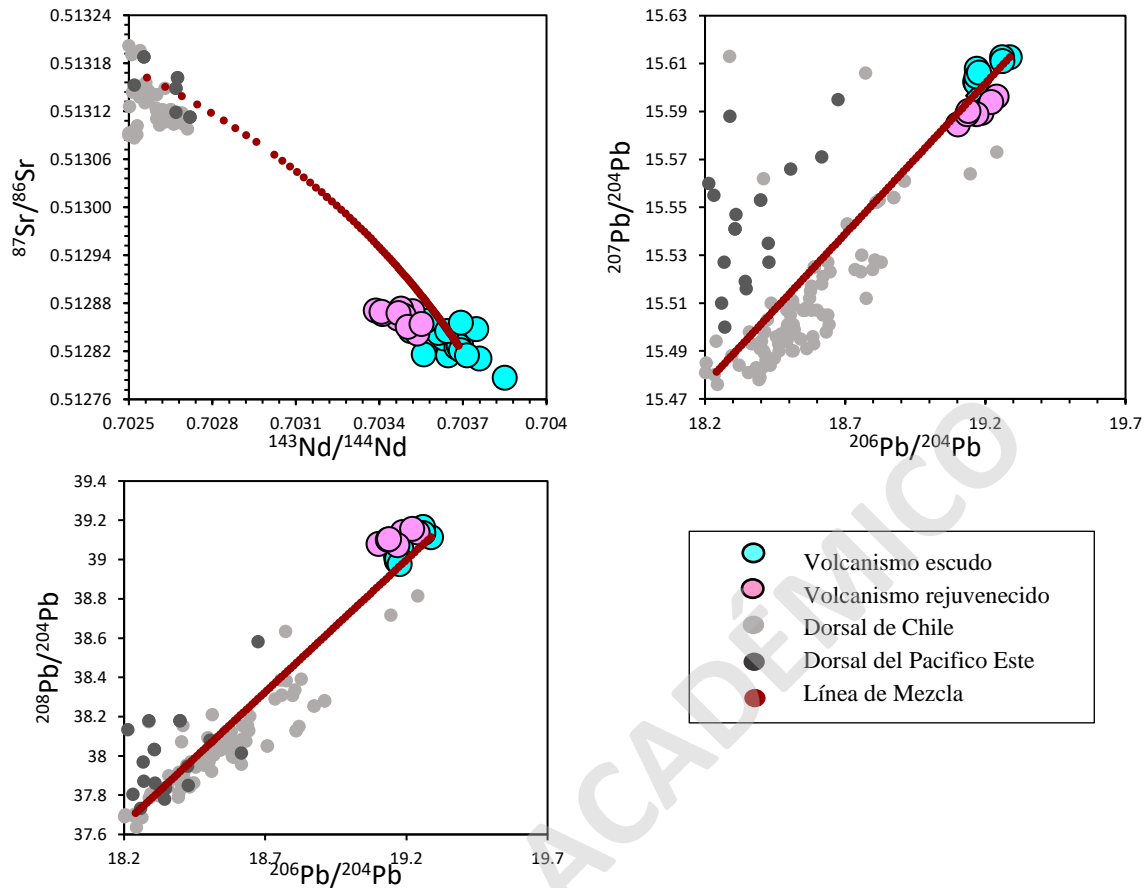 0.51324
0.51318
0.51312
0.51306
0.51300
0.51294
0.51288
0.51282
0.51276
87Sr/86Sr
0.7025 0.7028 0.7031 0.7034 0.7037 0.704
143Nd/144Nd
15.63
15.61
15.59
15.57
15.55
15.53
15.51
15.49
15.47
207Pb/204Pb
18.2 18.7 19.2 19.7
206Pb/204Pb
39.4
39.2
39
38.8
38.6
38.4
38.2
38
37.8
37.6
208Pb/204Pb
18.2 18.7 19.2 19.7
206Pb/204Pb
Volcanismo escudo
Volcanismo rejuvenecido
Dorsal de Chile
Dorsal del Pacifico Este
Línea de Mezcla
ACADÉMICO